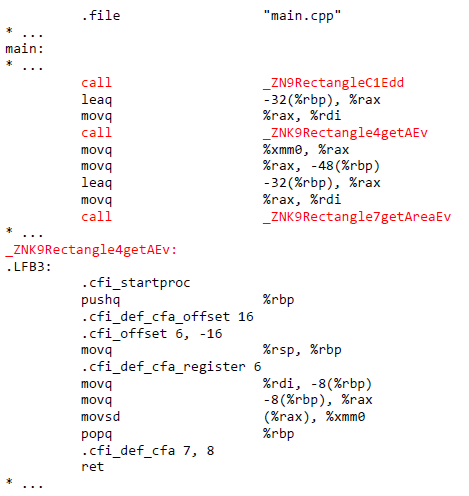 .file "main.cpp"
* ...
main:
* ...
call _ZN9RectangleC1Edd
leaq -32(%rbp), %rax
movq %rax, %rdi
call _ZNK9Rectangle4getAEv
movq %xmm0, %rax
movq %rax, -48(%rbp)
leaq -32(%rbp), %rax
movq %rax, %rdi
call _ZNK9Rectangle7getAreaEv
* ...
_ZNK9Rectangle4getAEv:
.LFB3:
.cfi_startproc
pushq %rbp
.cfi_def_cfa_offset 16
.cfi_offset 6, -16
movq %rsp, %rbp
.cfi_def_cfa_register 6
movq %rdi, -8(%rbp)
movq -8(%rbp), %rax
movsd (%rax), %xmm0
popq %rbp
.cfi_def_cfa 7, 8
ret
* ...